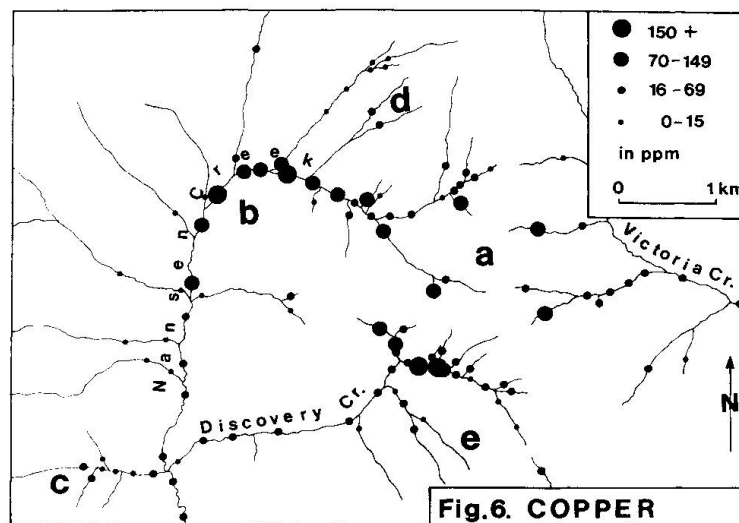 150 +
70-149
16-69
0-15
in ppm
0 1 km
d
Nansen Creek
b
a
Victoria Cr.
N
Discovery Cr.
e
c
Fig.6. COPPER